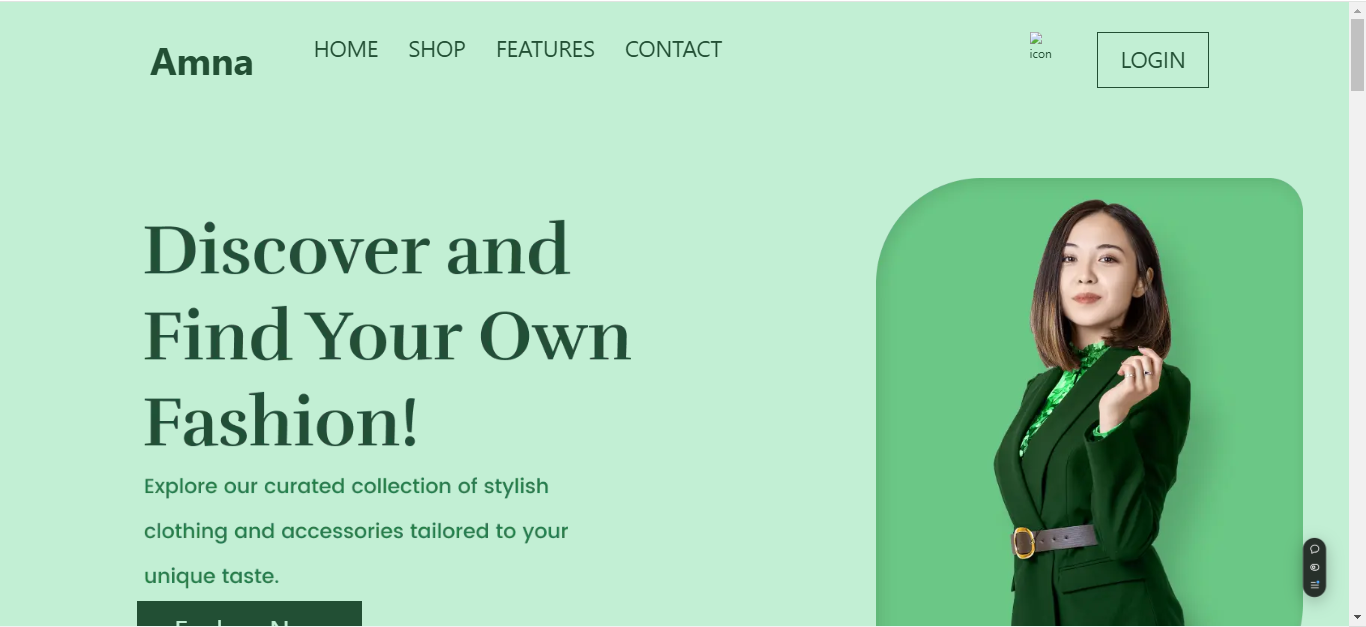 Amna
HOME SHOP FEATURES CONTACT
icon
LOGIN
Discover and
Find Your Own
Fashion!
Explore our curated collection of stylish
clothing and accessories tailored to your
unique taste.